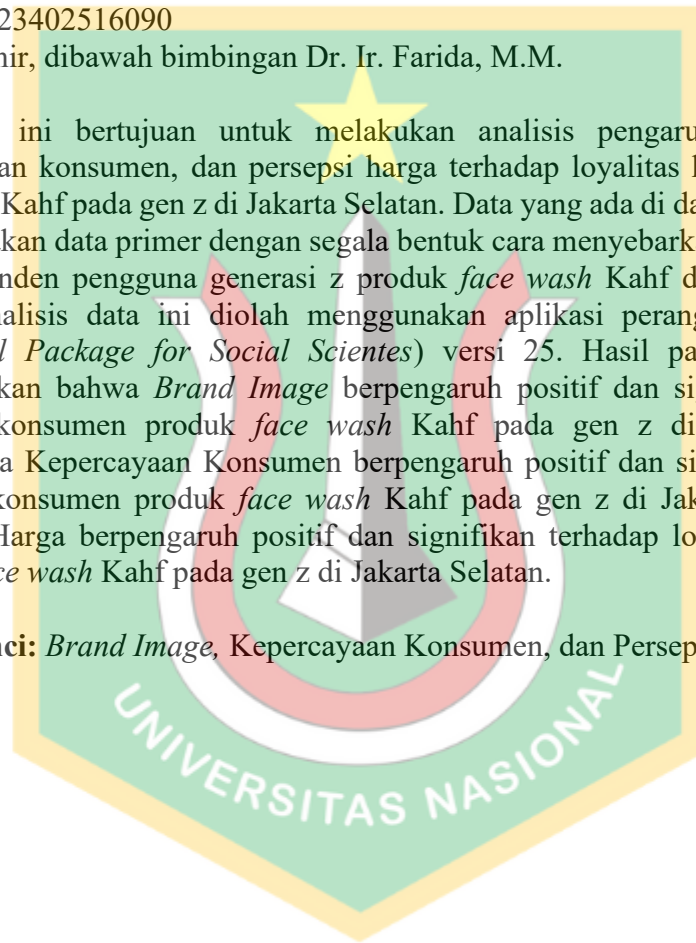 23402516090
hir, dibawah bimbingan Dr. Ir. Farida, M.M.
ini bertujuan untuk melakukan analisis pengaru
an konsumen, dan persepsi harga terhadap loyalitas
Kahf pada gen z di Jakarta Selatan. Data yang ada di da
kan data primer dengan segala bentuk cara menyebark
nden pengguna generasi z produk face wash Kahf d
nalisis data ini diolah menggunakan aplikasi perang
l Package for Social Scientes) versi 25. Hasil pa
kan bahwa Brand Image berpengaruh positif dan si
konsumen produk face wash Kahf pada gen z di
a Kepercayaan Konsumen berpengaruh positif dan si
konsumen produk face wash Kahf pada gen z di Jak
Harga berpengaruh positif dan signifikan terhadap lo
ce wash Kahf pada gen z di Jakarta Selatan.
nci: Brand Image, Kepercayaan Konsumen, dan Persep
UNIVERSITAS NASIONAL